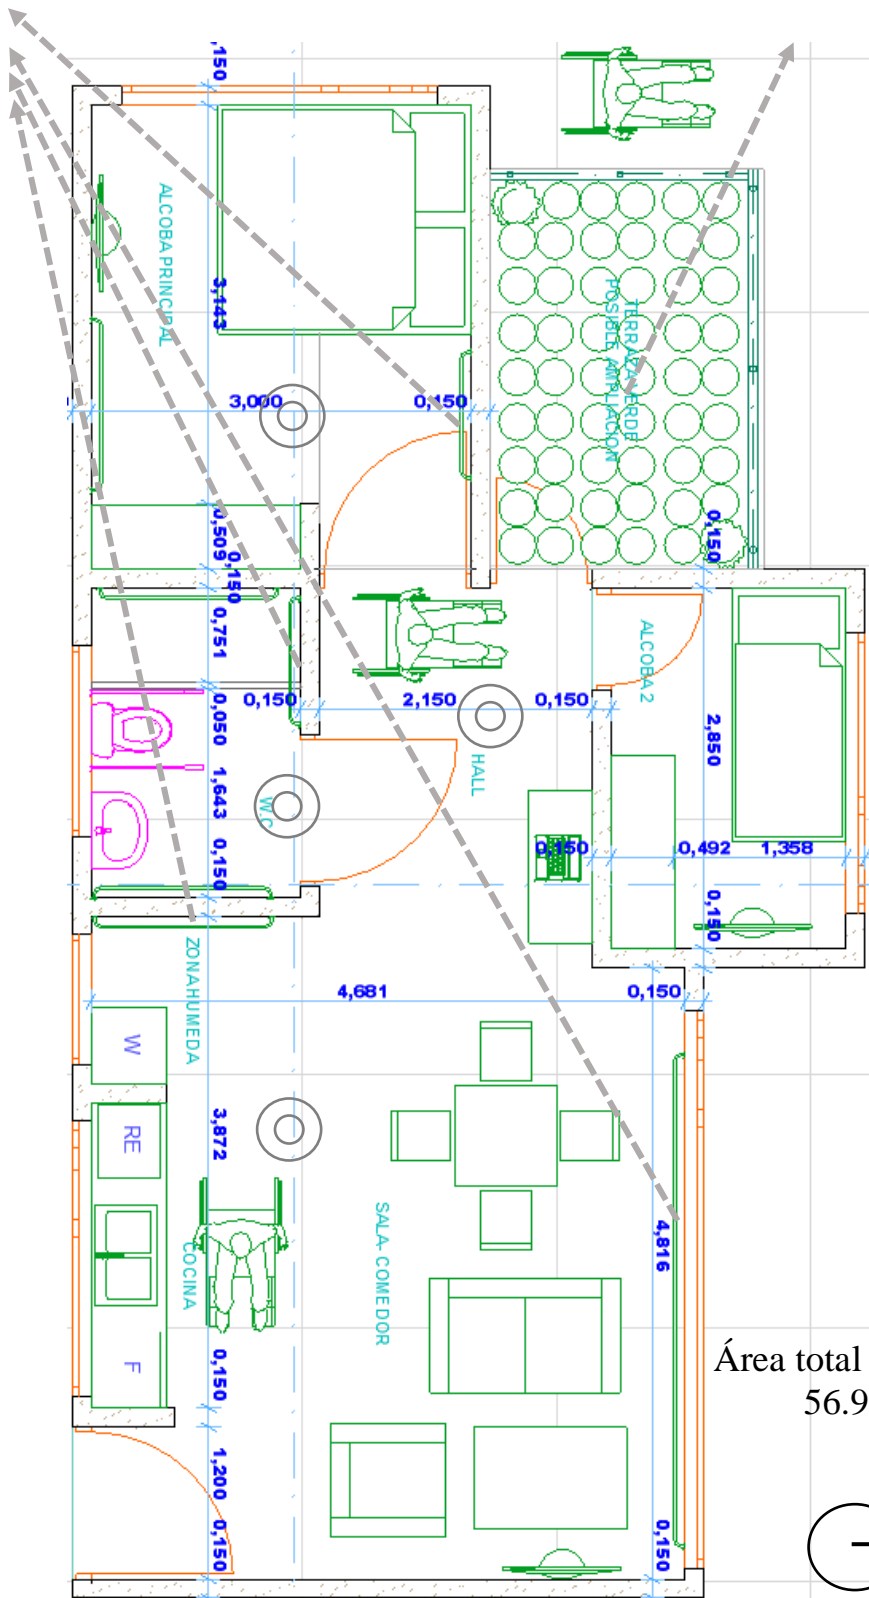 ,150
ALCOBA PRINCIPAL
3,143
TERRAZA VERDE
POSIBLE AMPLIACION
3,000
0,150
0,509
0,150
0,150
0,751
ALCOBA 2
0,150
2,150
0,150
0,050
2,850
HALL
1,643
W.C
0,150
0,150
0,492
1,358
0,150
ZONA HUMEDA
4,681
0,150
W
RE
3,872
SALA- COMEDOR
4,816
COCINA
F
0,150
Área total
56.9
1,200
0,150
0,150